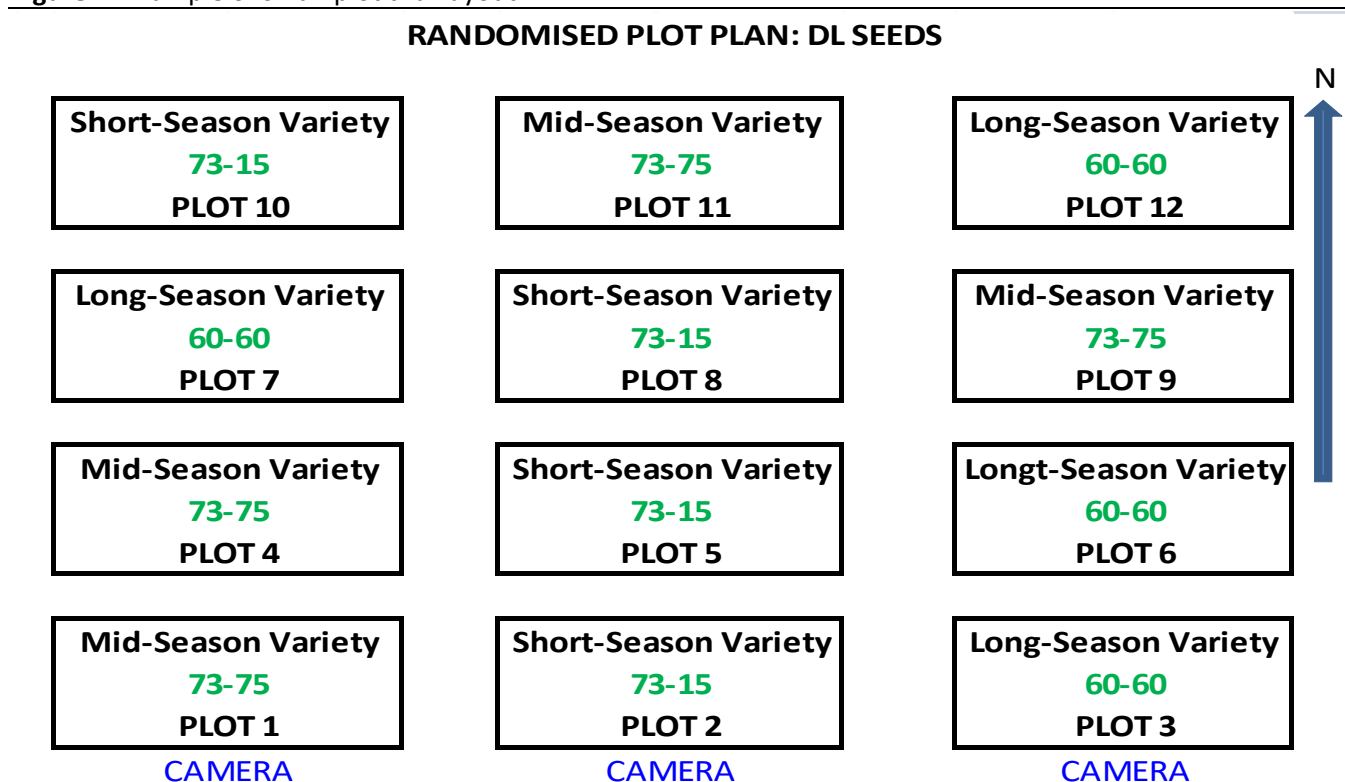 RANDOMISED PLOT PLAN: DL SEEDS
N
Short-Season Variety
73-15
PLOT 10
Mid-Season Variety
73-75
PLOT 11
Long-Season Variety
60-60
PLOT 12
Long-Season Variety
60-60
PLOT 7
Short-Season Variety
73-15
PLOT 8
Mid-Season Variety
73-75
PLOT 9
Mid-Season Variety
73-75
PLOT 4
Short-Season Variety
73-15
PLOT 5
Longt-Season Variety
60-60
PLOT 6
Mid-Season Variety
73-75
PLOT 1
Short-Season Variety
73-15
PLOT 2
Long-Season Variety
60-60
PLOT 3
CAMERA
CAMERA
CAMERA